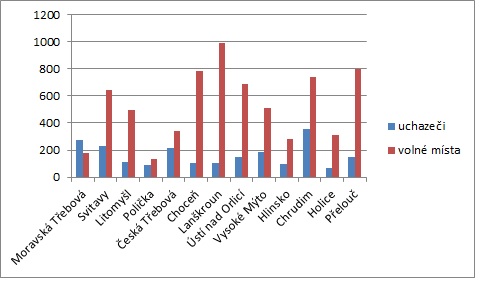 1200
1000
800
600
400
200
0
Moravská Třebová
Svitavy
Litomyšl
Polička
Česká Třebová
Choceň
Lanškroun
Ústí nad Orlicí
Vysoké Mýto
Hlinsko
Chrudim
Holice
Přelouč
uchazeči
volné místa